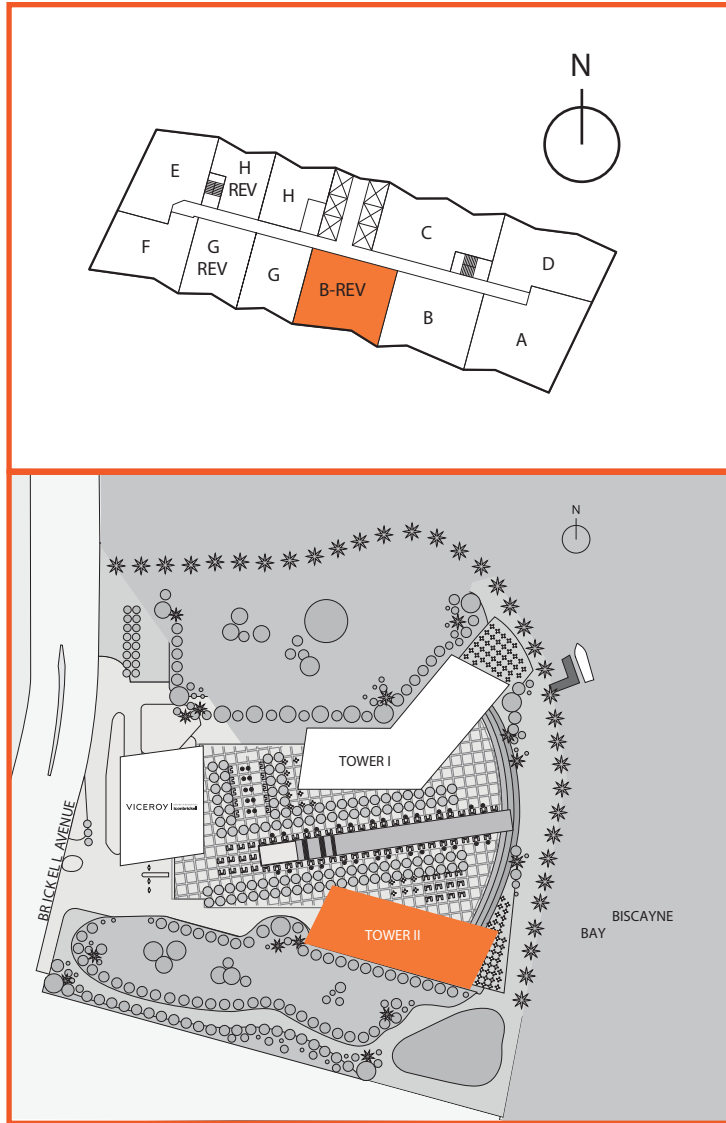 N
E
H
REV
H
C
D
F
G
REV
G
B-REV
B
A
N
TOWER I
VICEROY
BRICKELL AVENUE
TOWER II
BISCAYNE
BAY